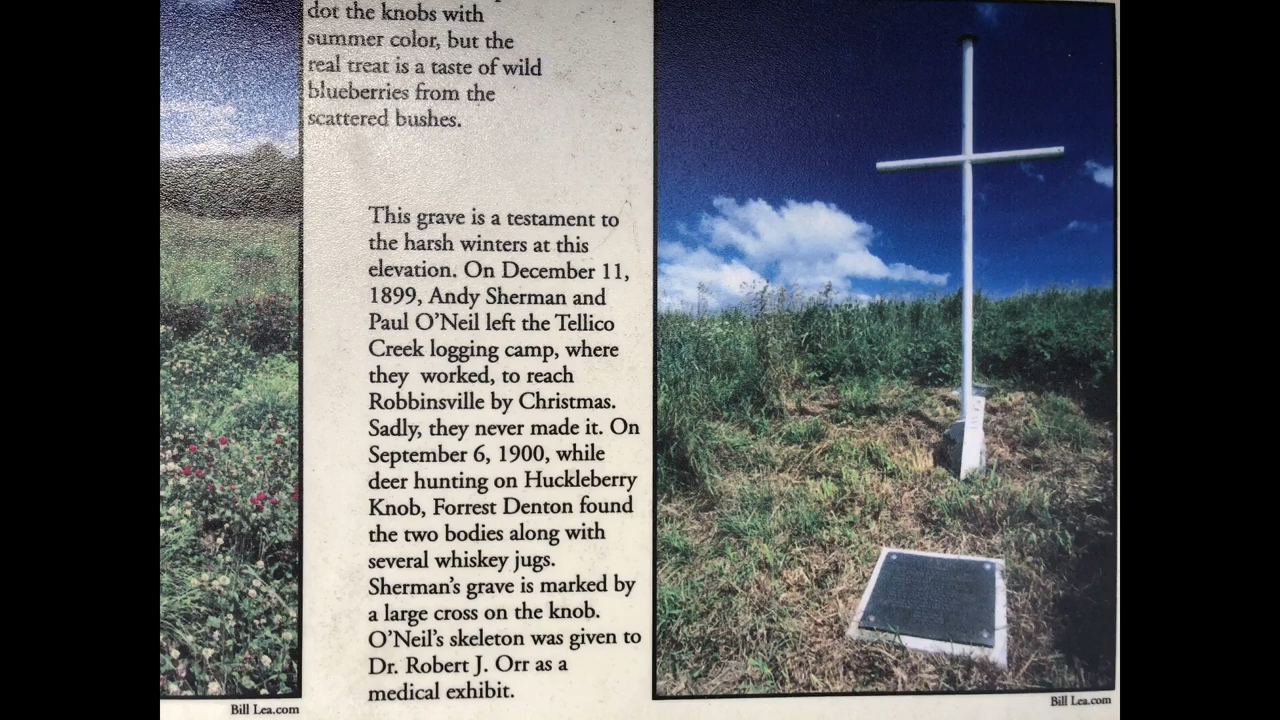 dot the knobs with
summer color, but the
real treat is a taste of wild
blueberries from the
scattered bushes.
This grave is a testament to
the harsh winters at this
elevation. On December 11,
1899, Andy Sherman and
Paul O’Neil left the Tellico
Creek logging camp, where
they worked, to reach
Robbinsville by Christmas.
Sadly, they never made it. On
September 6, 1900, while
deer hunting on Huckleberry
Knob, Forrest Denton found
the two bodies along with
several whiskey jugs.
Sherman’s grave is marked by
a large cross on the knob.
O’Neil’s skeleton was given to
Dr. Robert J. Orr as a
medical exhibit.
Bill Lea.com
Bill Lea.com